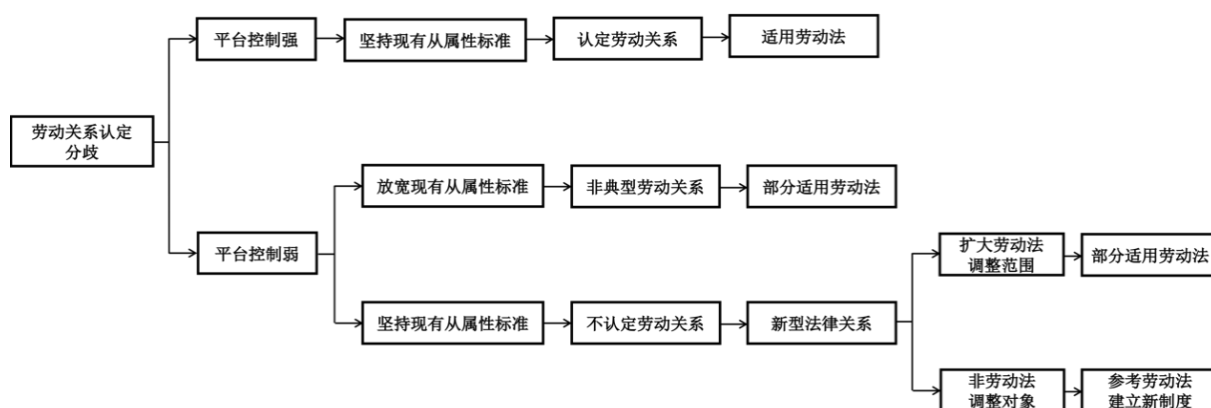 平台控制强
坚持现有从属性标准
认定劳动关系
适用劳动法
劳动关系认定
分歧
放宽现有从属性标准
非典型劳动关系
部分适用劳动法
平台控制弱
扩大劳动法
调整范围
部分适用劳动法
坚持现有从属性标准
不认定劳动关系
新型法律关系
非劳动法
调整对象
参考劳动法
建立新制度